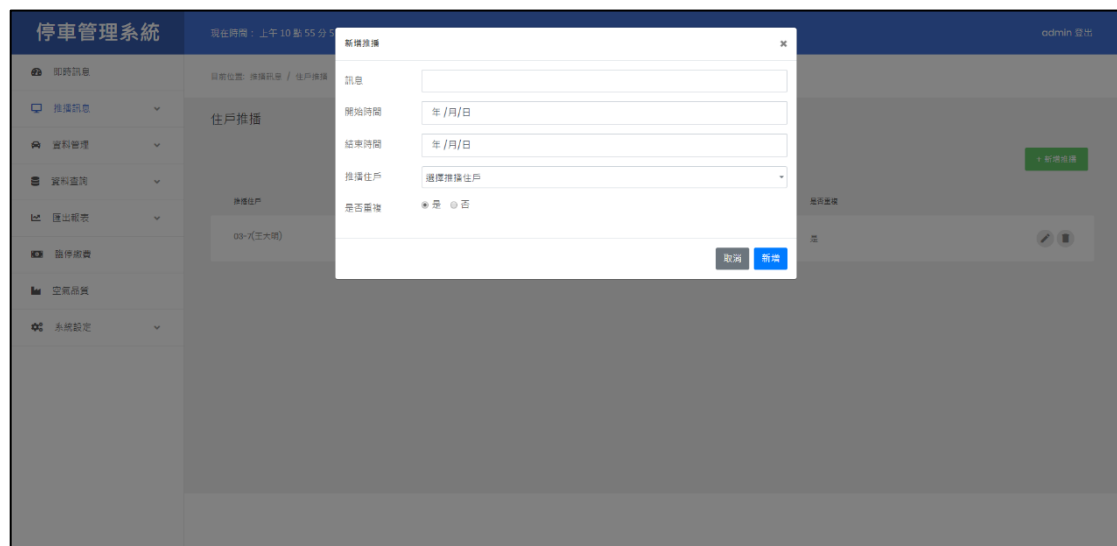 停車管理系統
現在時間： 上午 10 點 55 分 5
admin 登出
即時訊息
推播訊息
資料管理
資料查詢
匯出報表
臨停繳費
空氣品質
系統設定
目前位置: 推播訊息 / 住戶推播
住戶推播
+ 新增推播
推播住戶
是否重複
03-7(王大明)
是
新增推播
訊息
開始時間 年 /月/日
結束時間 年 /月/日
推播住戶 選擇推播住戶
是否重複 是 否
取消 新增